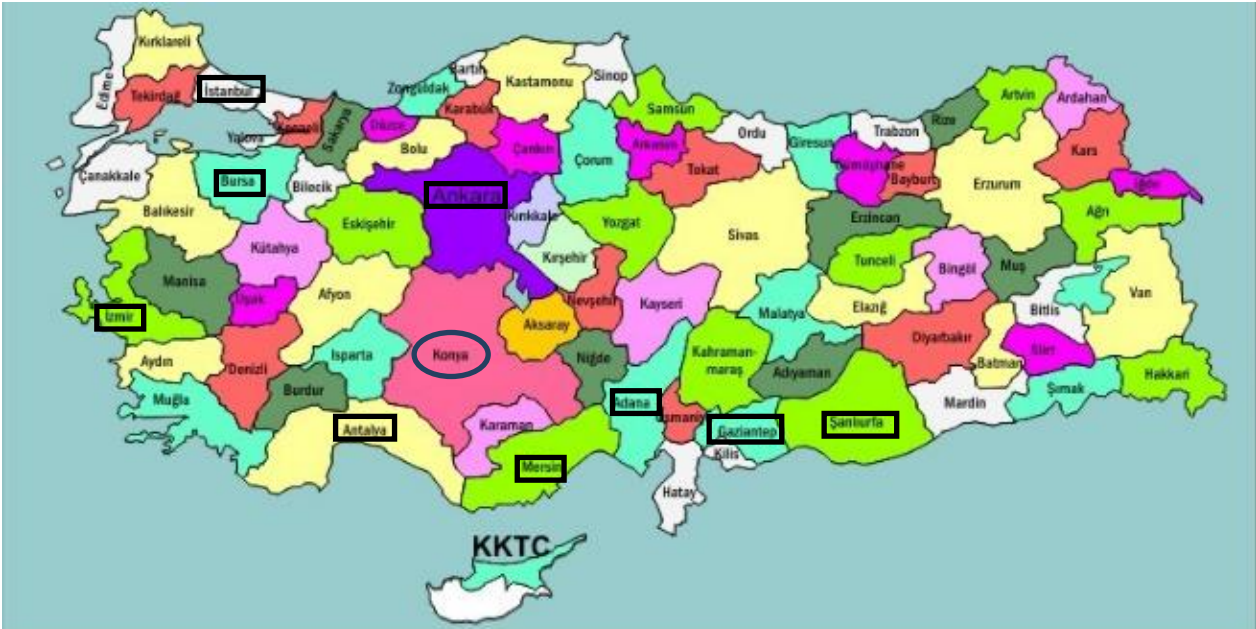 Kırklareli
Edirne
Tekirdağ
İstanbul
Yalova
Kocaeli
Sakarya
Düzce
Zonguldak
Bartın
Karabük
Kastamonu
Sinop
Samsun
Ordu
Giresun
Trabzon
Rize
Artvin
Ardahan
Çanakkale
Bursa
Bilecik
Bolu
Ankara
Çankırı
Çorum
Amasya
Tokat
Gümüşhane
Bayburt
Erzurum
Kars
Iğdır
Balıkesir
Kütahya
Eskişehir
Kırıkkale
Yozgat
Sivas
Erzincan
Ağrı
Manisa
Uşak
Afyon
Kırşehir
Nevşehir
Kayseri
Malatya
Tunceli
Elazığ
Bingöl
Muş
Bitlis
Van
İzmir
Aydın
Denizli
Isparta
Konya
Aksaray
Niğde
Kahraman-
maraş
Adıyaman
Diyarbakır
Batman
Siirt
Hakkari
Muğla
Burdur
Antalya
Karaman
Mersin
Adana
Osmaniye
Gaziantep
Kilis
Şanlıurfa
Mardin
Şırnak
Hatay
KKTC